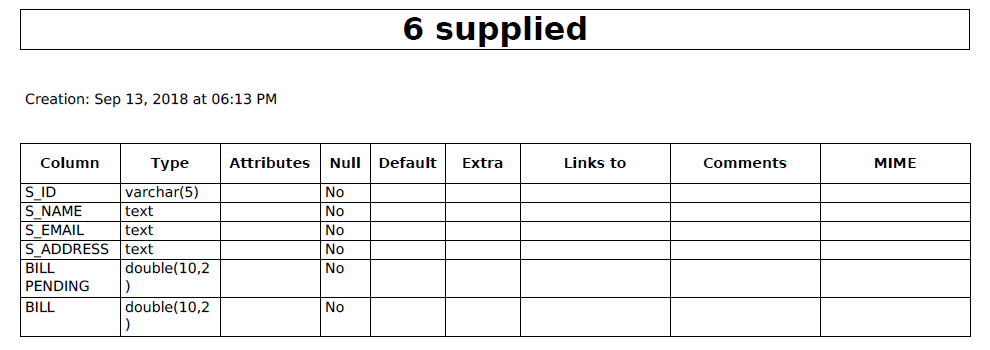 6 supplied
Creation: Sep 13, 2018 at 06:13 PM
Column Type Attributes Null Default Extra Links to Comments MIME
S_ID varchar(5) No
S_NAME text No
S_EMAIL text No
S_ADDRESS text No
BILL double(10,2 No
PENDING )
BILL double(10,2 No
)